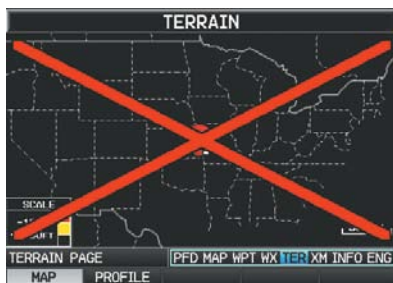 TERRAIN
SCALE
TERRAIN PAGE
PFD MAP WPT WX TER XM INFO ENG
MAP PROFILE